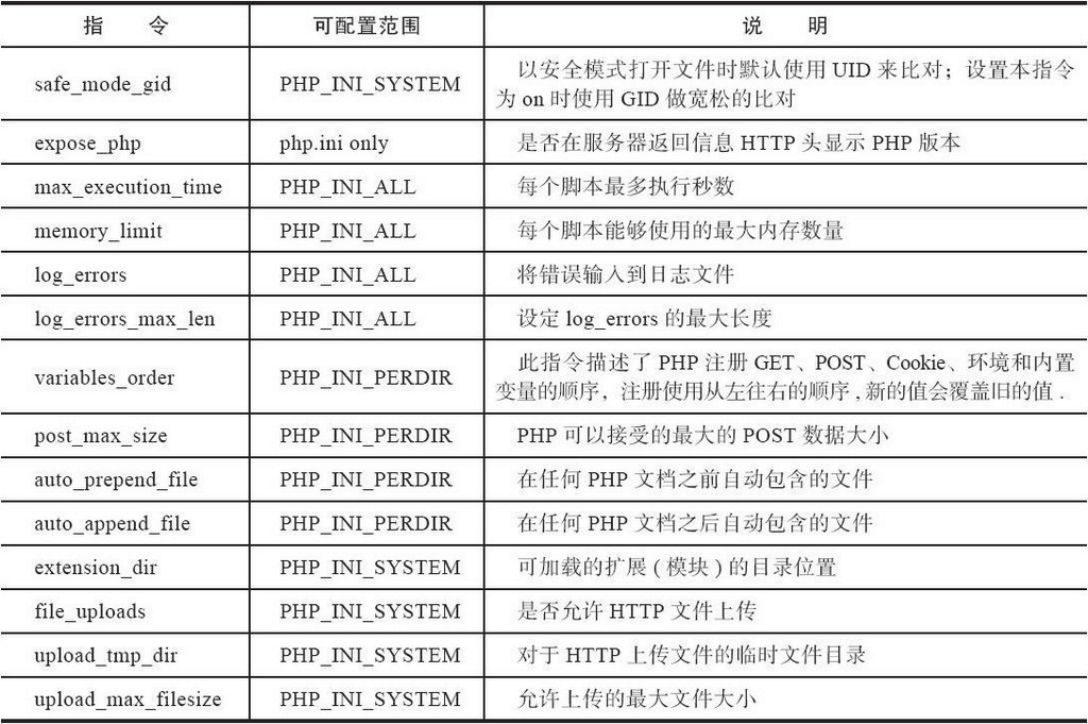 指 令 可配置范围 说 明
safe_mode_gid PHP_INI_SYSTEM 以安全模式打开文件时默认使用 UID 来比对；设置本指令
为 on 时使用 GID 做宽松的比对
expose_php php.ini only 是否在服务器返回信息 HTTP 头显示 PHP 版本
max_execution_time PHP_INI_ALL 每个脚本最多执行秒数
memory_limit PHP_INI_ALL 每个脚本能够使用的最大内存数量
log_errors PHP_INI_ALL 将错误输入到日志文件
log_errors_max_len PHP_INI_ALL 设定 log_errors 的最大长度
variables_order PHP_INI_PERDIR 此指令描述了 PHP 注册 GET、POST、Cookie、环境和内置
变量的顺序，注册使用从左往右的顺序 , 新的值会覆盖旧的值 .
post_max_size PHP_INI_PERDIR PHP 可以接受的最大的 POST 数据大小
auto_prepend_file PHP_INI_PERDIR 在任何 PHP 文档之前自动包含的文件
auto_append_file PHP_INI_PERDIR 在任何 PHP 文档之后自动包含的文件
extension_dir PHP_INI_SYSTEM 可加载的扩展 ( 模块 ) 的目录位置
file_uploads PHP_INI_SYSTEM 是否允许 HTTP 文件上传
upload_tmp_dir PHP_INI_SYSTEM 对于 HTTP 上传文件的临时文件目录
upload_max_filesize PHP_INI_SYSTEM 允许上传的最大文件大小